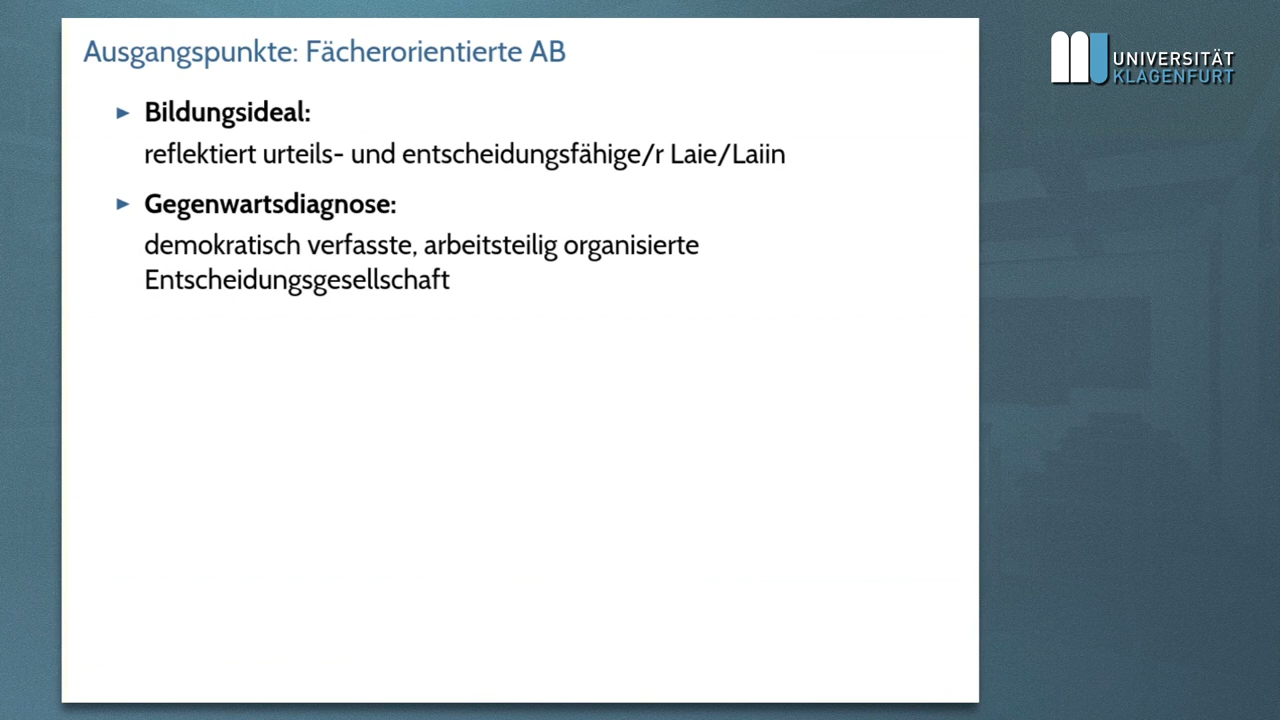 Ausgangspunkte: Fächerorientierte AB
► Bildungsideal:
reflektiert urteils- und entscheidungsfähige/r Laie/Laiin
► Gegenwartsdiagnose:
demokratisch verfasste, arbeitsteilig organisierte
Entscheidungsgesellschaft
UNIVERSITÄT
KLAGENFURT